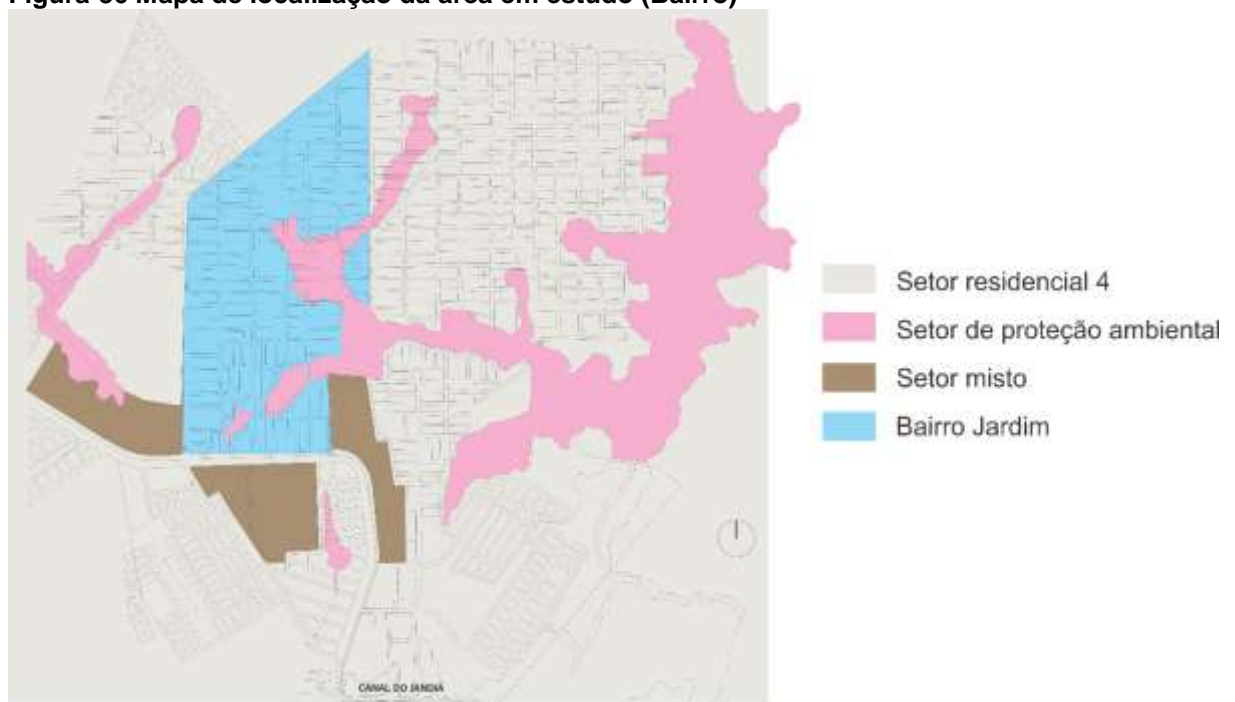 Setor residencial 4
Setor de proteção ambiental
Setor misto
Bairro Jardim
CANAL DO JANDIA